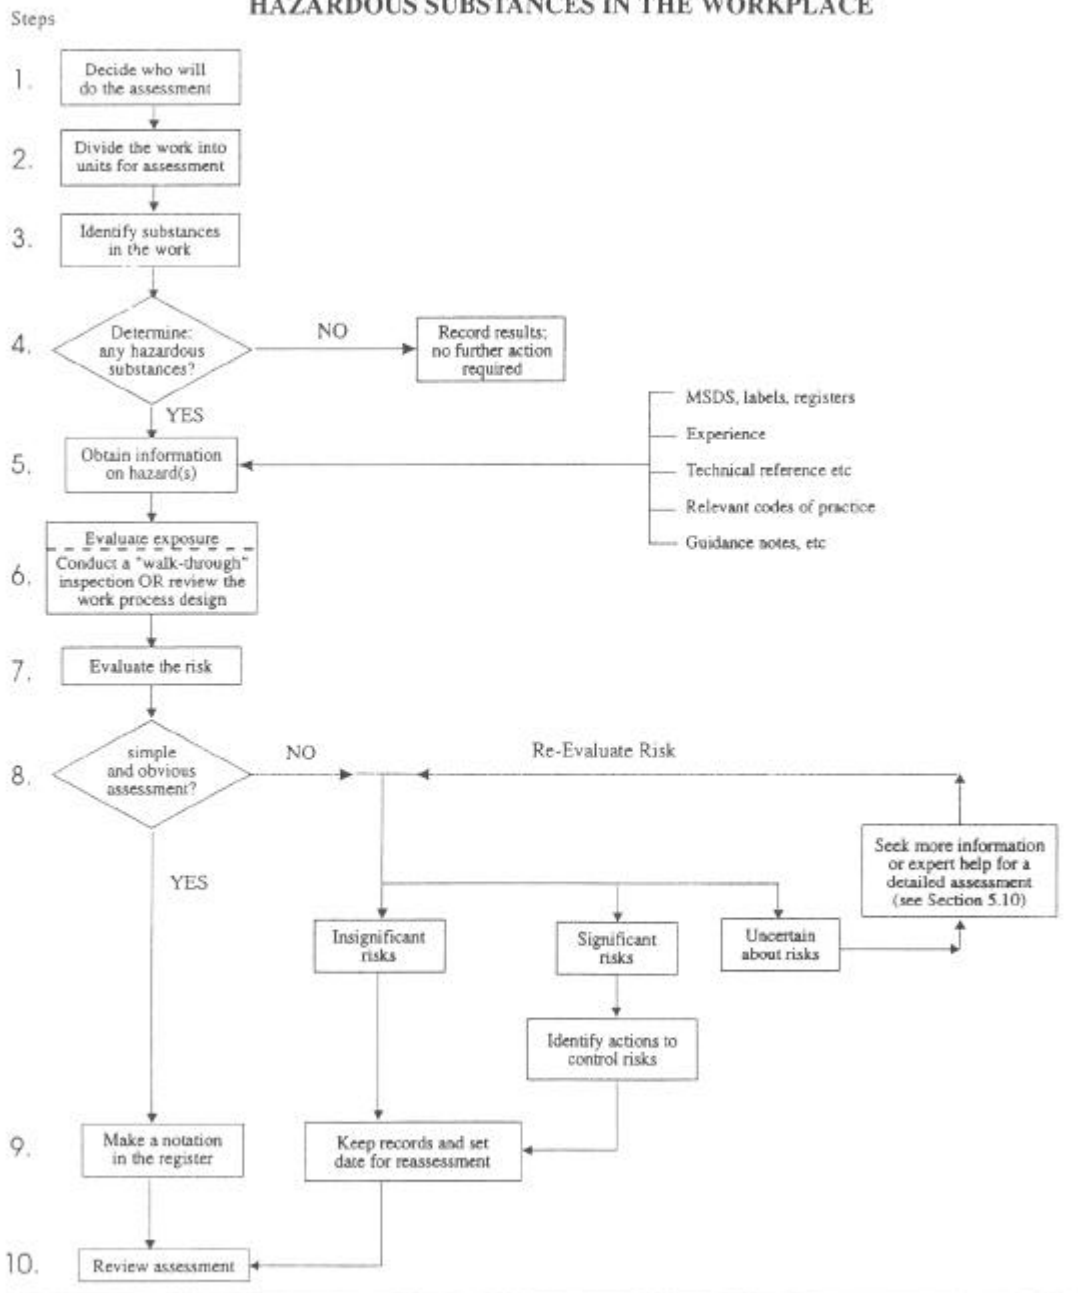 HAZARDOUS SUBSTANCES IN THE WORKPLACE
Steps
1.
Decide who will
do the assessment
2.
Divide the work into
units for assessment
3.
Identify substances
in the work
4.
Determine:
any hazardous
substances?
NO
Record results;
no further action
required
YES
5.
Obtain information
on hazard(s)
MSDS, labels, registers
Experience
Technical reference etc
Relevant codes of practice
Guidance notes, etc
6.
Evaluate exposure
Conduct a "walk-through"
inspection OR review the
work process design
7.
Evaluate the risk
8.
simple
and obvious
assessment?
NO
Re-Evaluate Risk
YES
Seek more information
or expert help for a
detailed assessment
(see Section 5.10)
Insignificant
risks
Significant
risks
Uncertain
about risks
Identify actions to
control risks
9.
Make a notation
in the register
Keep records and set
date for reassessment
10.
Review assessment